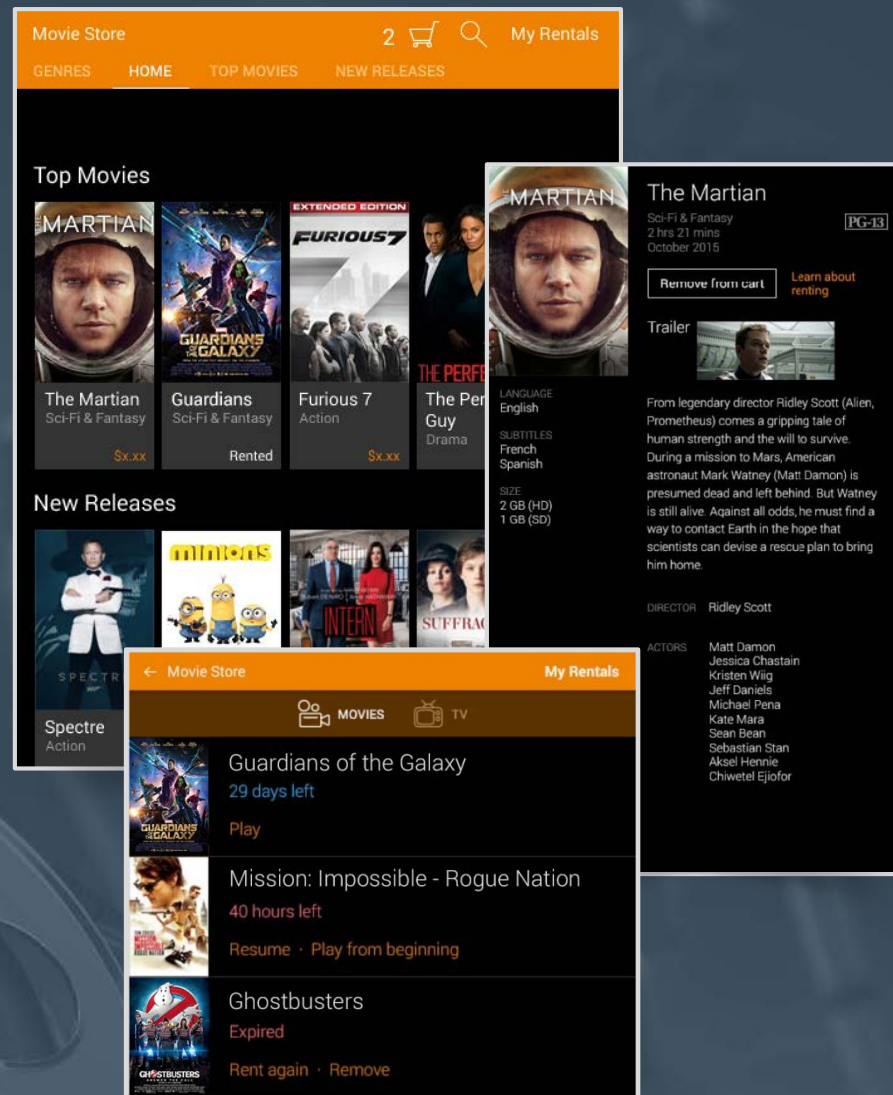 Movie Store
2
My Rentals
GENRES
HOME
TOP MOVIES
NEW RELEASES
Top Movies
MARTIAN
GUARDIANS
OF THE
GALAXY
EXTENDED EDITION
FURIOUS 7
THE PERFE
The Martian
Sci-Fi & Fantasy
$x.xx
Guardians
Sci-Fi & Fantasy
Rented
Furious 7
Action
$x.xx
The Per
Guy
Drama
New Releases
SPECTR
MINIONS
INTERN
SUFFRA
Spectre
Action
MARTIAN
The Martian
Sci-Fi & Fantasy
2 hrs 21 mins
October 2015
PG-13
Remove from cart
Learn about
renting
Trailer
LANGUAGE
English
SUBTITLES
French
Spanish
SIZE
2 GB (HD)
1 GB (SD)
From legendary director Ridley Scott (Alien,
Prometheus) comes a gripping tale of
human strength and the will to survive.
During a mission to Mars, American
astronaut Mark Watney (Matt Damon) is
presumed dead and left behind. But Watney
is still alive. Against all odds, he must find a
way to contact Earth in the hope that
scientists can devise a rescue plan to bring
him home.
DIRECTOR Ridley Scott
ACTORS Matt Damon
Jessica Chastain
Kristen Wiig
Jeff Daniels
Michael Pena
Kate Mara
Sean Bean
Sebastian Stan
Aksel Hennie
Chiwetel Ejiofor
← Movie Store
My Rentals
MOVIES
TV
GUARDIANS
GALAXY
Guardians of the Galaxy
29 days left
Play
Mission: Impossible - Rogue Nation
40 hours left
Resume · Play from beginning
GHOSTBUSTERS
Ghostbusters
Expired
Rent again · Remove